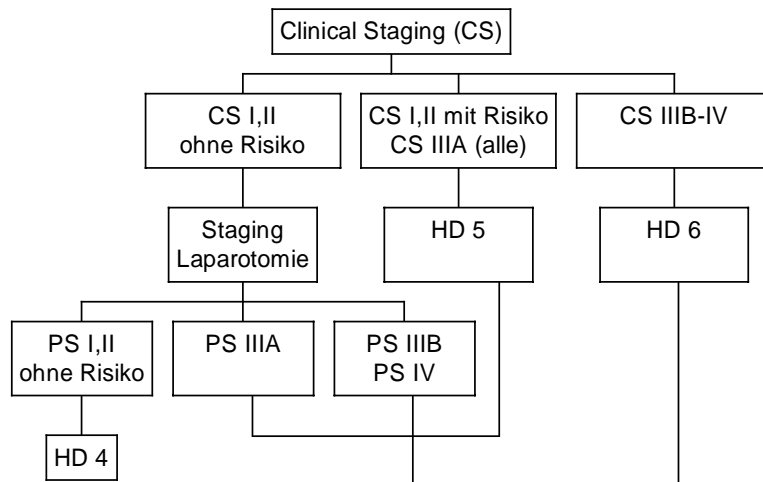 Clinical Staging (CS)
CS I,II
ohne Risiko
CS I,II mit Risiko
CS IIIA (alle)
CS IIIB-IV
Staging
Laparotomie
HD 5
HD 6
PS I,II
ohne Risiko
PS IIIA
PS IIIB
PS IV
HD 4